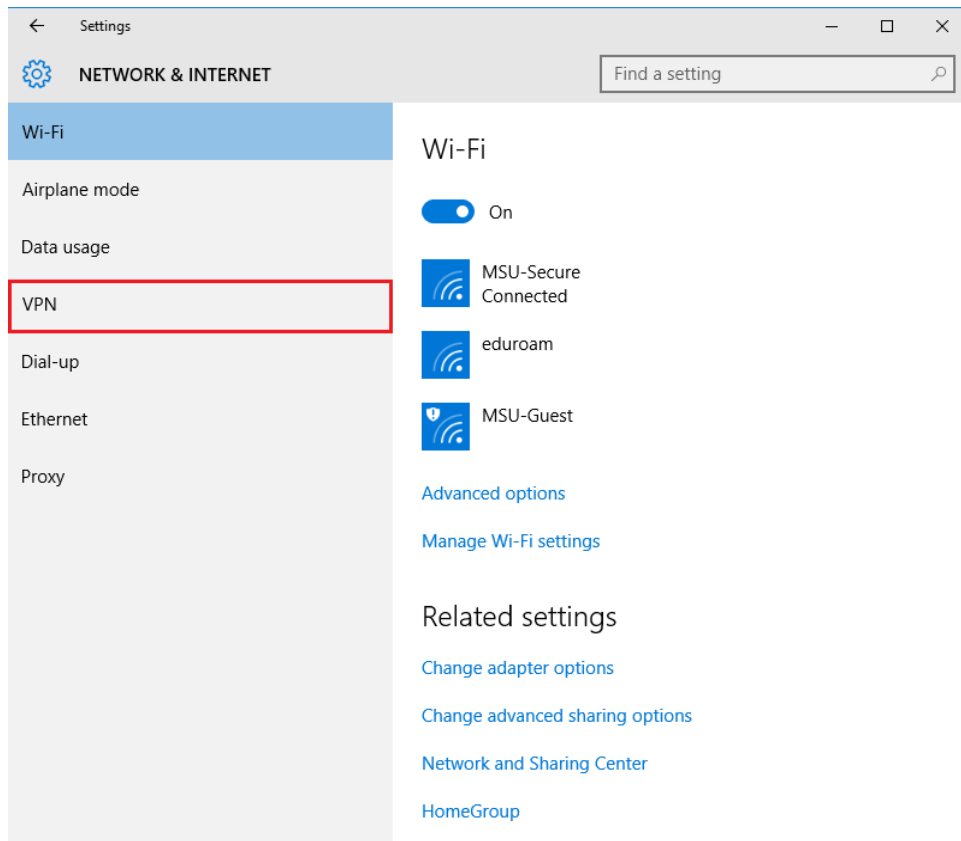 Settings
NETWORK & INTERNET
Find a setting
Wi-Fi
Airplane mode
Data usage
VPN
Dial-up
Ethernet
Proxy
Wi-Fi
On
MSU-Secure
Connected
eduroam
MSU-Guest
Advanced options
Manage Wi-Fi settings
Related settings
Change adapter options
Change advanced sharing options
Network and Sharing Center
HomeGroup